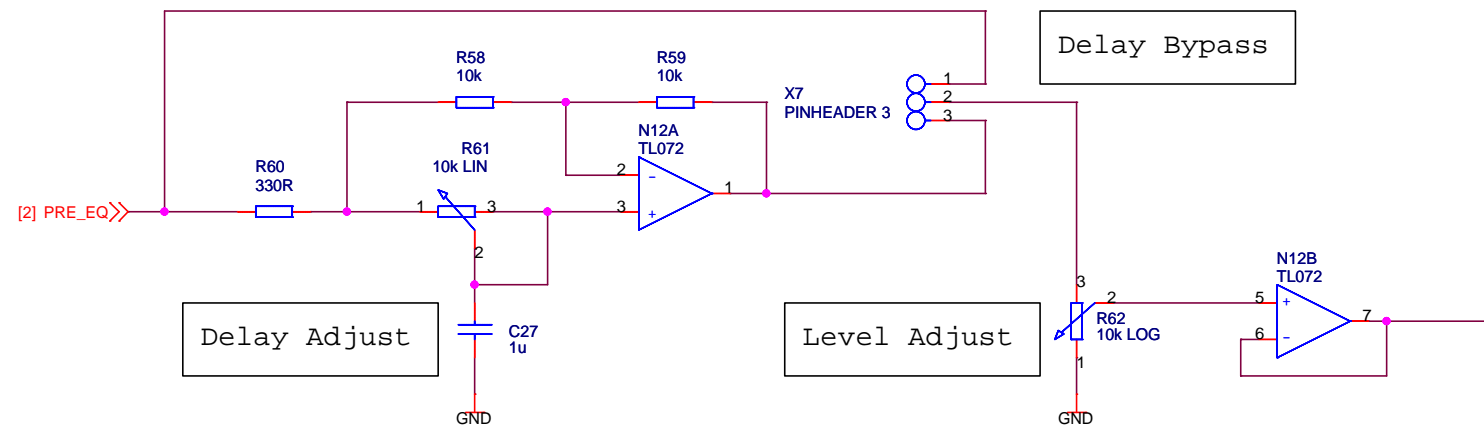 Delay Bypass
R58
10k
R59
10k
X7
PINHEADER 3
1
2
3
N12A
TL072
R60
330R
R61
10k LIN
2
3
1
[2] PRE_EQ
1
3
2
N12B
TL072
3
2
5
6
7
R62
10k LOG
1
Delay Adjust
C27
1u
Level Adjust
GND
GND